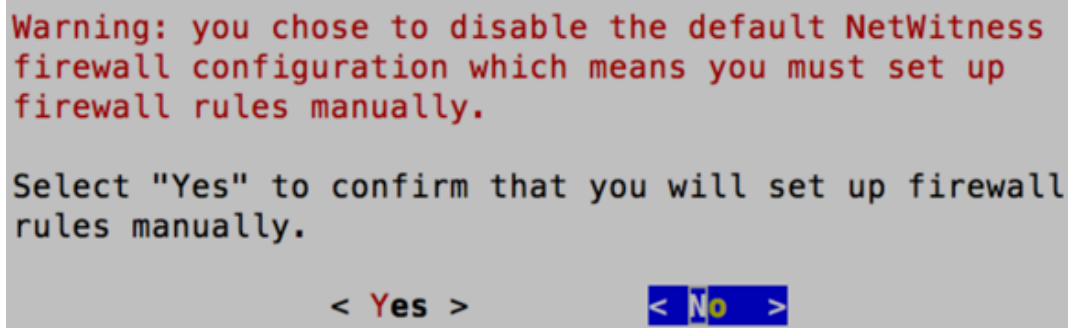 Warning: you chose to disable the default NetWitness
firewall configuration which means you must set up
firewall rules manually.
Select "Yes" to confirm that you will set up firewall
rules manually.
< Yes > < No >